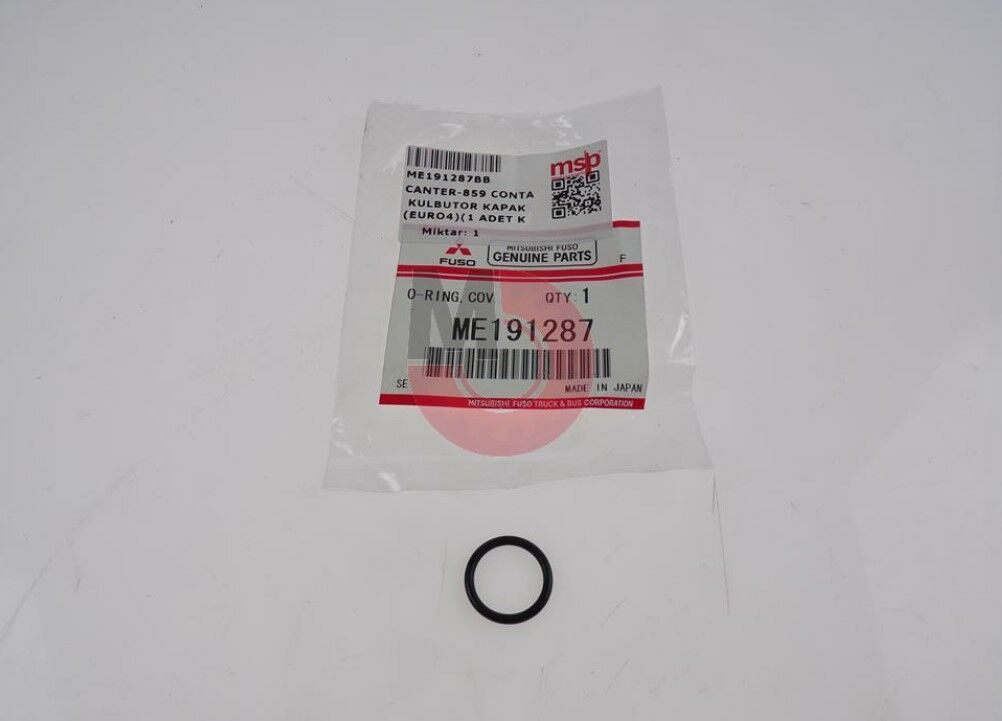 msp
ME191287BB
CANTER-859 CONTA
KULBUTOR KAPAK
(EURO4)(1 ADET K
Miktar: 1
FUSO
MITSUBISHI FUSO
GENUINE PARTS
F
O-RING, COV
QTY:1
ME191287
SE
MADE IN JAPAN
MITSUBISHI FUSO TRUCK & BUS CORPORATION
M